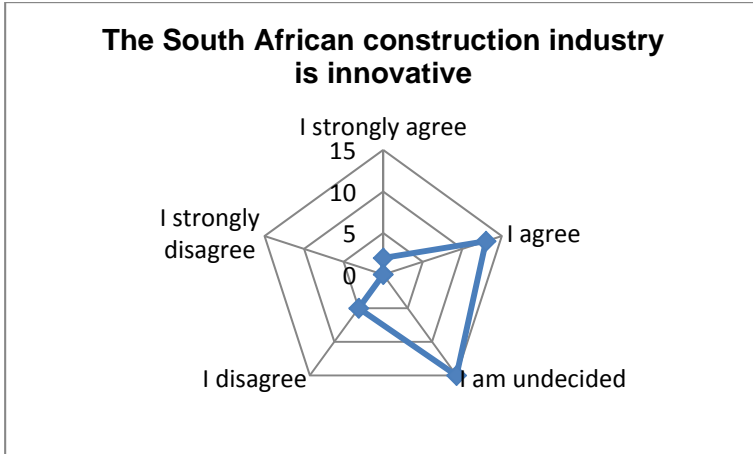 The South African construction industry
is innovative
I strongly agree
15
10
5
0
I agree
I am undecided
I disagree
I strongly
disagree